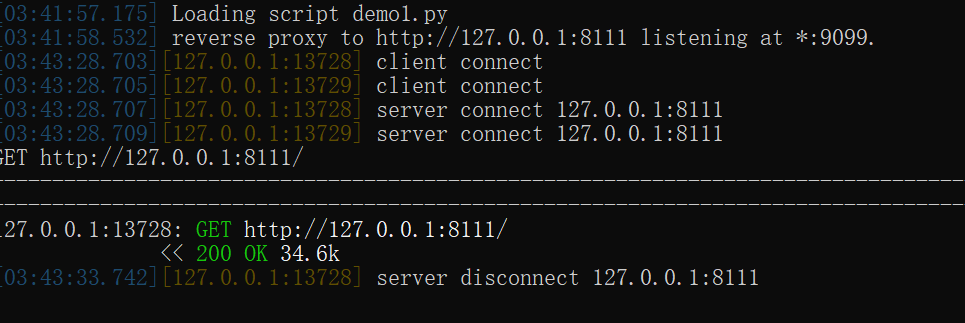 [03:41:57.175] Loading script demo1.py
[03:41:58.532] reverse proxy to http://127.0.0.1:8111 listening at *:9099.
[03:43:28.703][127.0.0.1:13728] client connect
[03:43:28.705][127.0.0.1:13729] client connect
[03:43:28.707][127.0.0.1:13728] server connect 127.0.0.1:8111
[03:43:28.709][127.0.0.1:13729] server connect 127.0.0.1:8111
GET http://127.0.0.1:8111/
--------------------------------------------------------------------------------
--------------------------------------------------------------------------------
127.0.0.1:13728: GET http://127.0.0.1:8111/
<< 200 OK 34.6k
[03:43:33.742][127.0.0.1:13728] server disconnect 127.0.0.1:8111